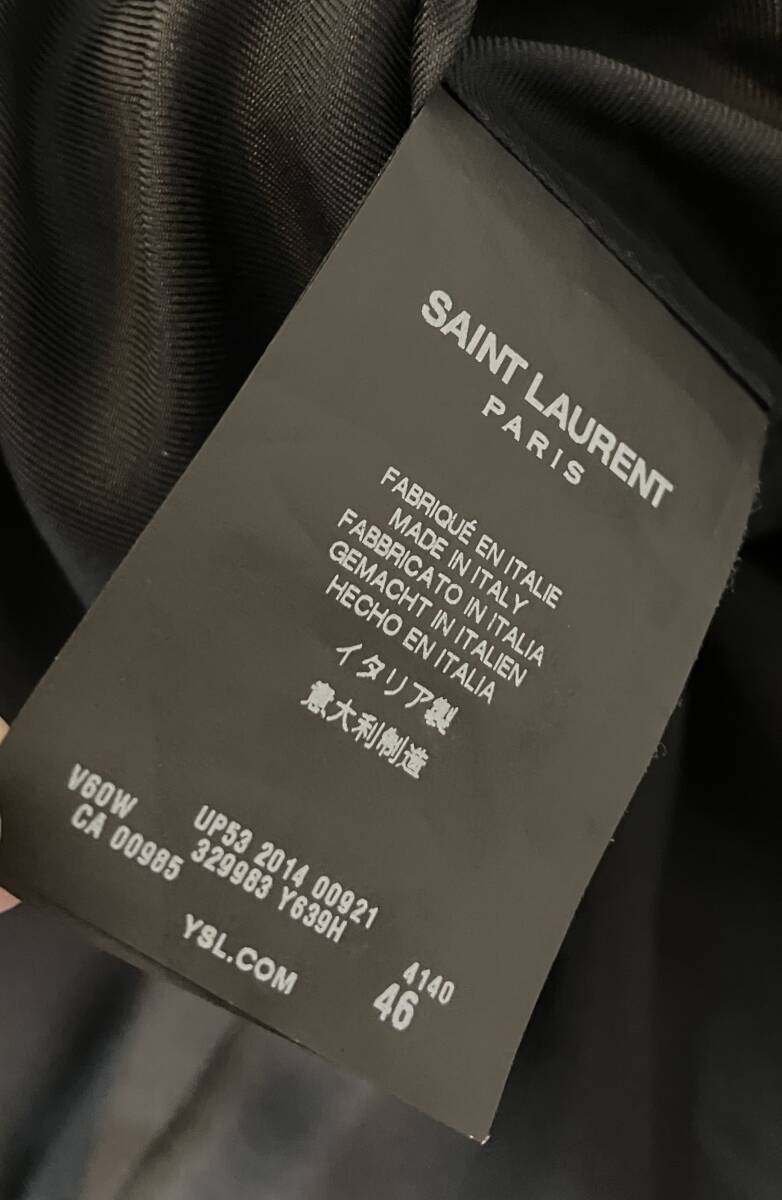 SAINT LAURENT
PARIS
FABRIQUÉ EN ITALIE
MADE IN ITALY
FABBRICATO IN ITALIA
GEMACHT IN ITALIEN
HECHO EN ITALIA
イタリア製
意大利制造
V60W UP53 2014 00921
CA 00985 329983 Y639H 4140
YSL.COM 46